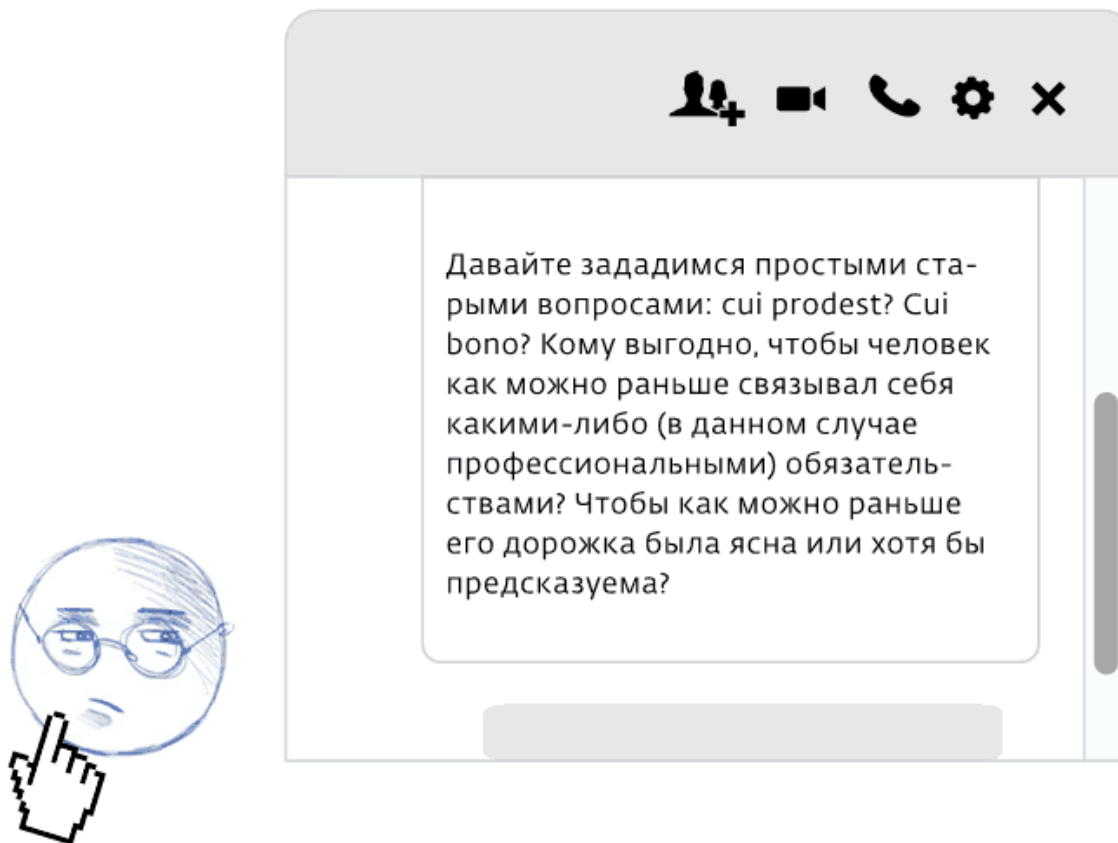 Давайте зададимся простыми ста-
рыми вопросами: cui prodest? Cui
bono? Кому выгодно, чтобы человек
как можно раньше связывал себя
какими-либо (в данном случае
профессиональными) обязатель-
ствами? Чтобы как можно раньше
его дорожка была ясна или хотя бы
предсказуема?